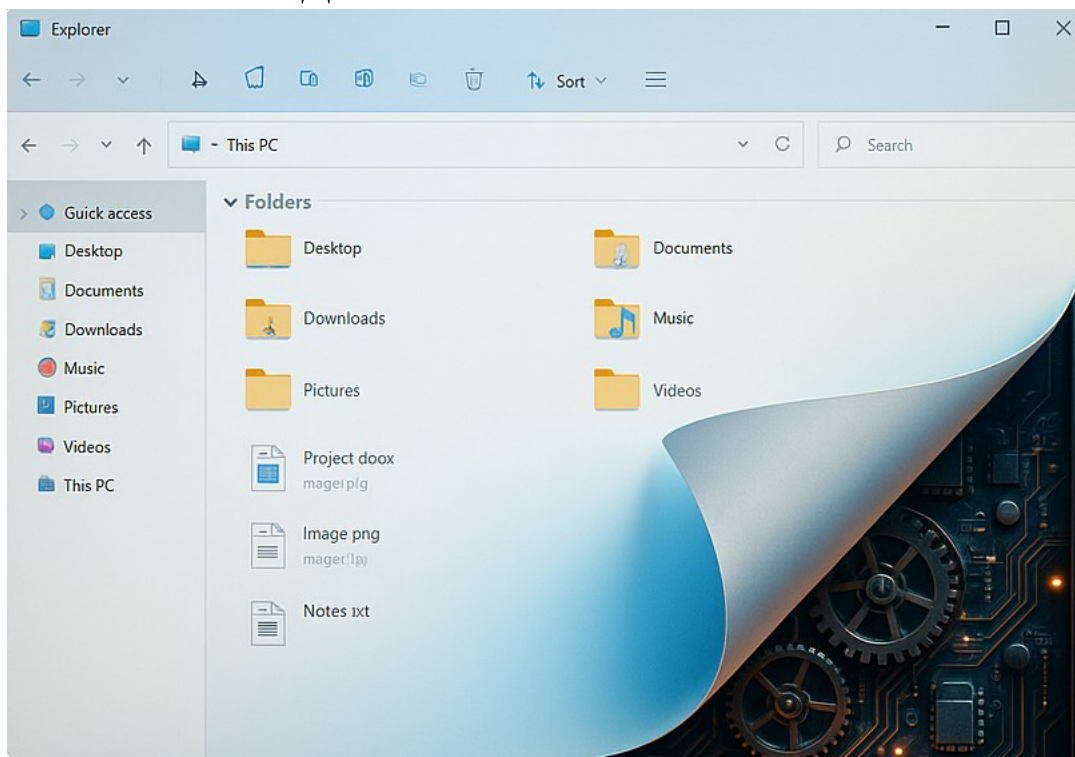 Explorer
Sort
This PC
Search
Guick access
Desktop
Documents
Downloads
Music
Pictures
Videos
This PC
Folders
Desktop
Documents
Downloads
Music
Pictures
Videos
Project doox
Image png
Notes